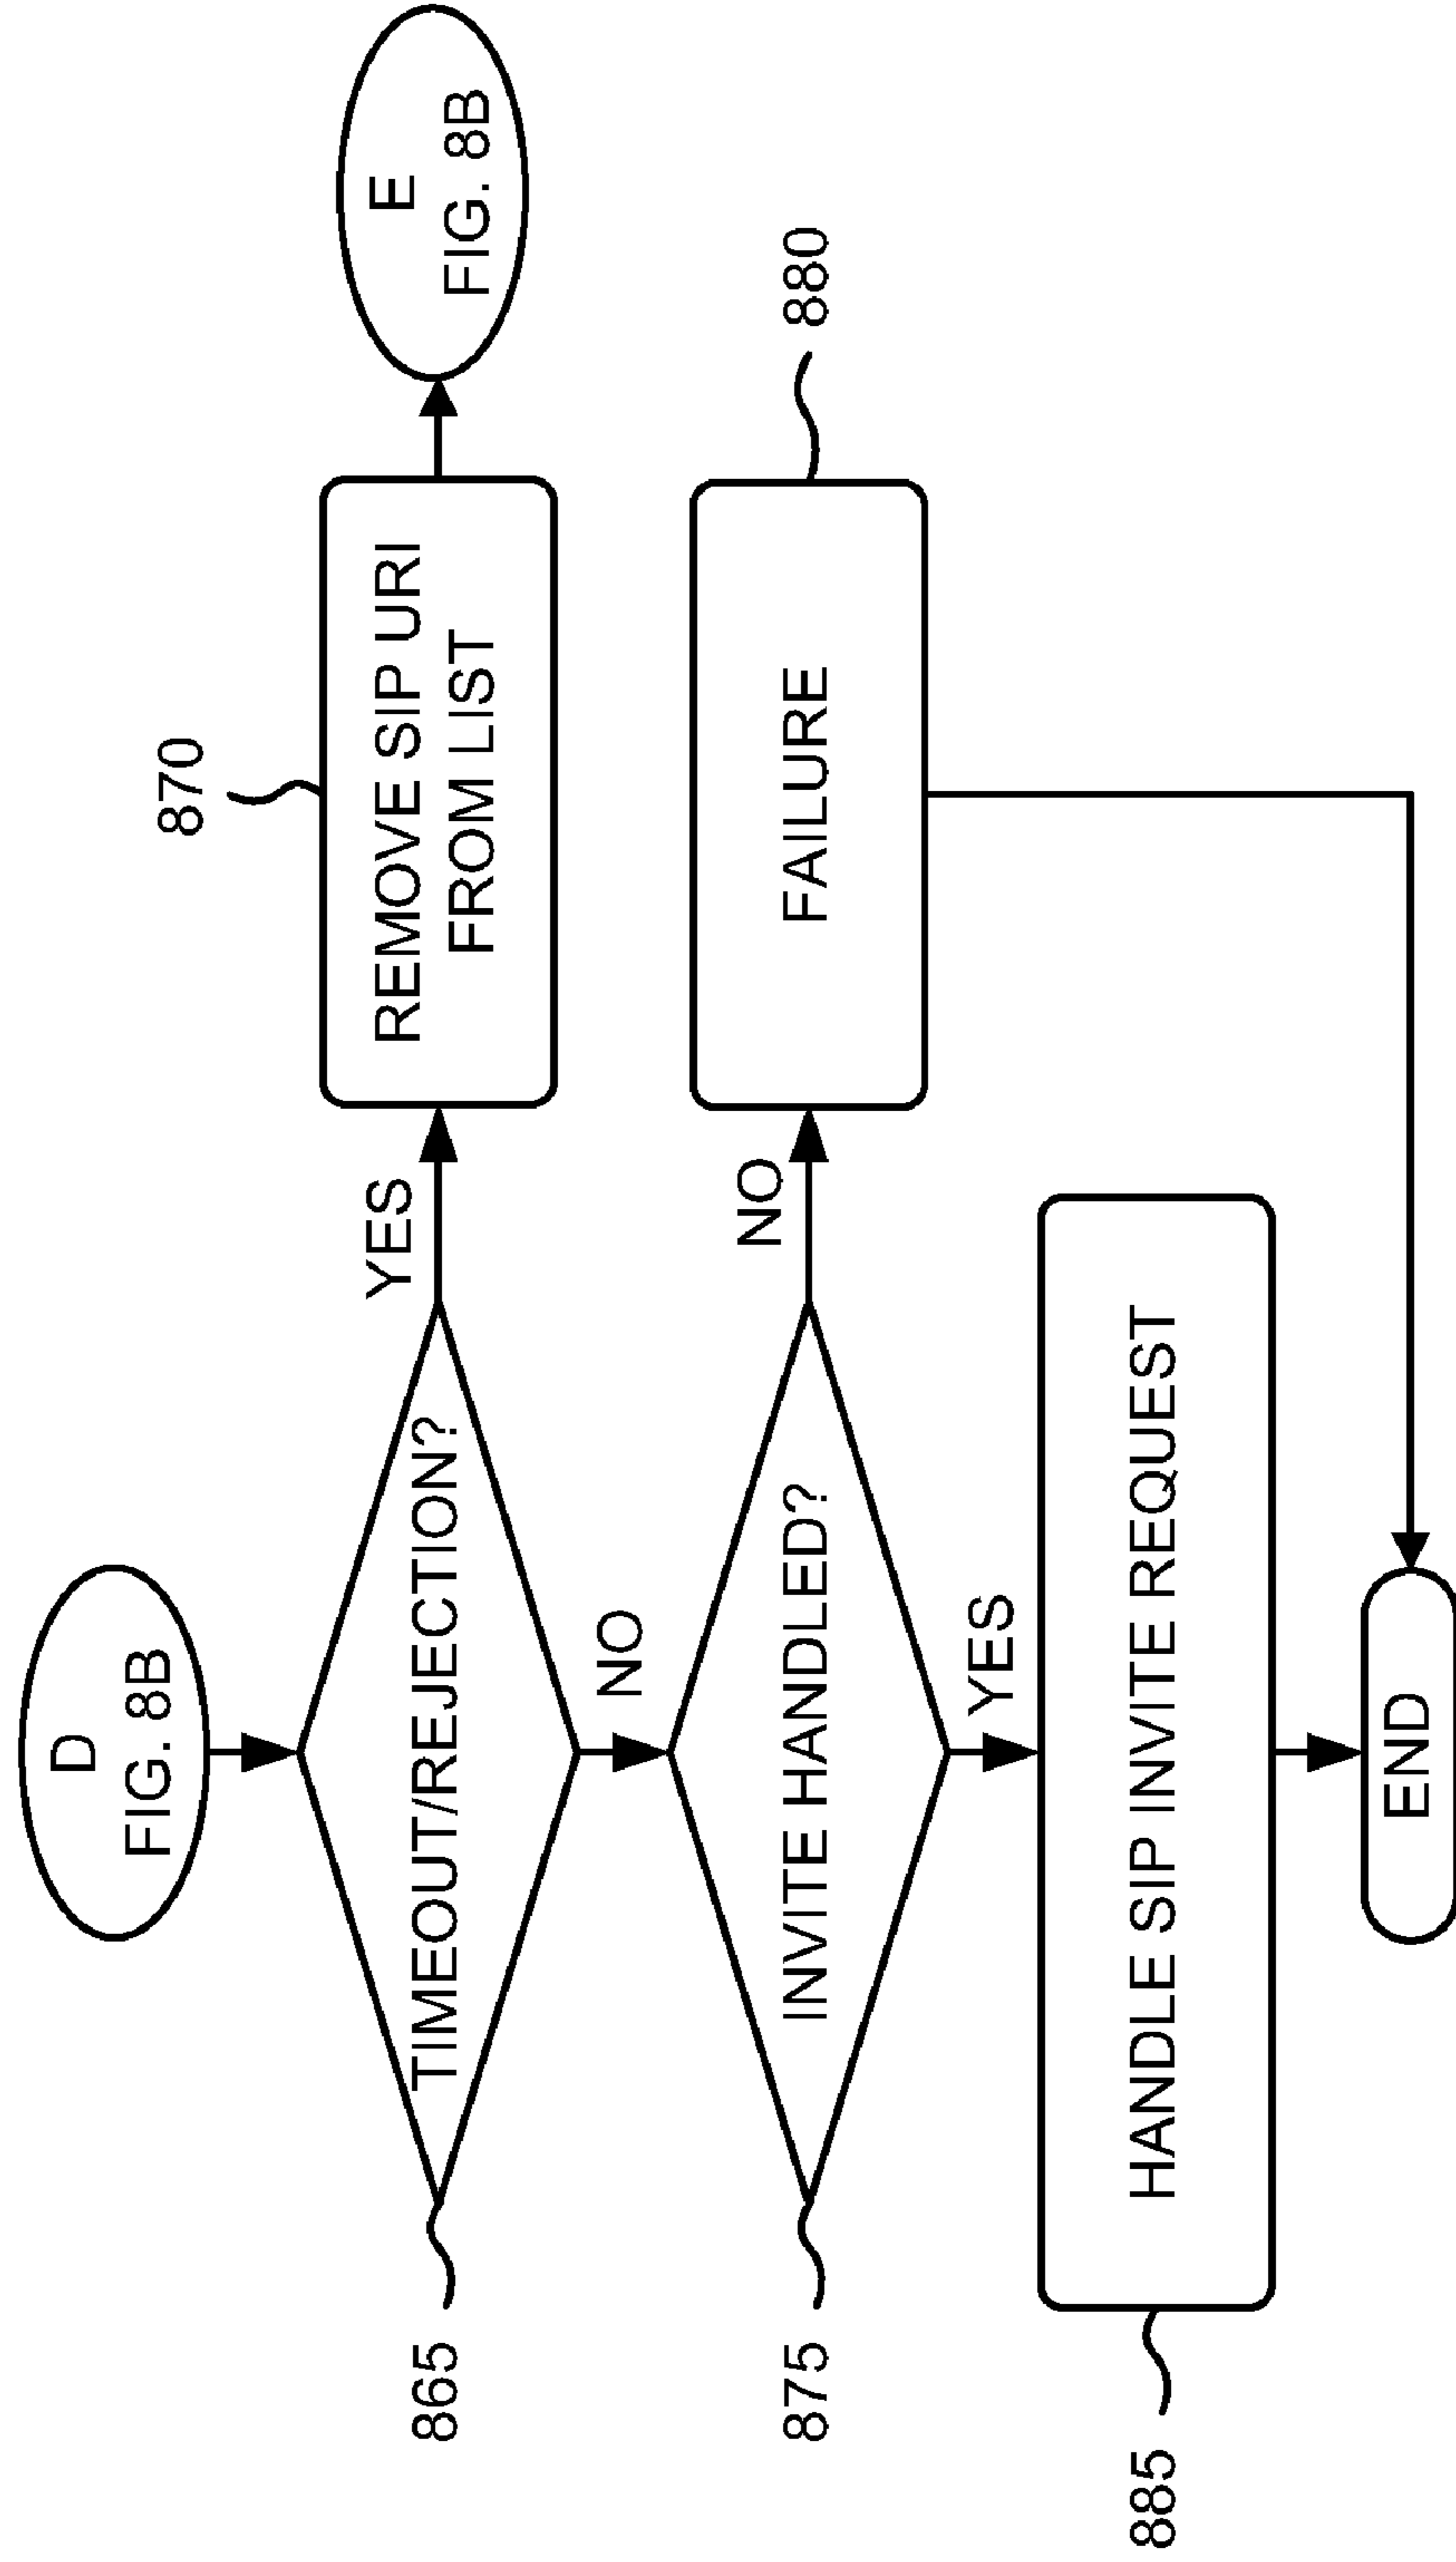 D
FIG. 8B
865
TIMEOUT/REJECTION?
YES
870
REMOVE SIP URI
FROM LIST
E
FIG. 8B
NO
875
INVITE HANDLED?
NO
FAILURE
880
YES
885
HANDLE SIP INVITE REQUEST
END